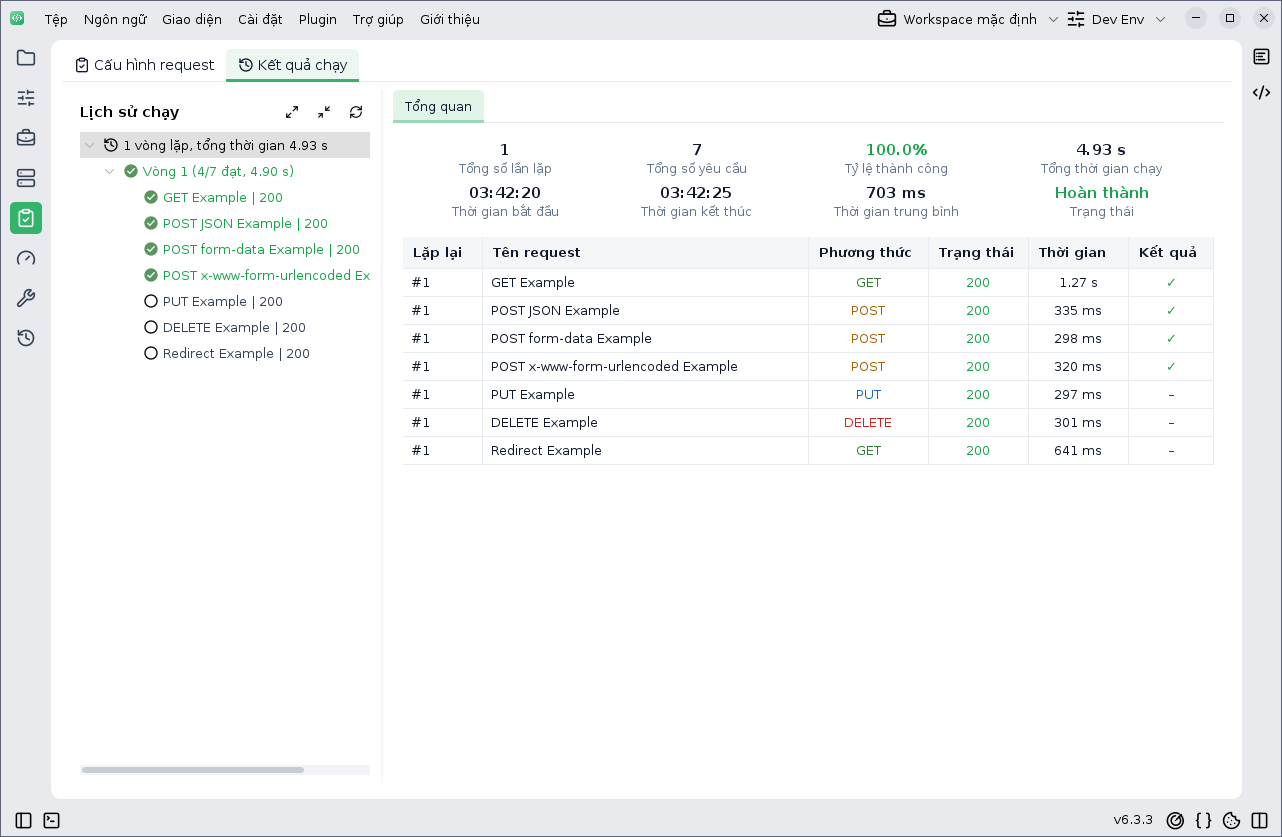 Tệp Ngôn ngữ Giao diện Cài đặt Plugin Trợ giúp Giới thiệu Workspace mặc định Dev Env
Cấu hình request Kết quả chạy
Lịch sử chạy
1 vòng lặp, tổng thời gian 4.93 s
Vòng 1 (4/7 đạt, 4.90 s)
GET Example | 200
POST JSON Example | 200
POST form-data Example | 200
POST x-www-form-urlencoded Ex
PUT Example | 200
DELETE Example | 200
Redirect Example | 200
Tổng quan
1 7 100.0% 4.93 s
Tổng số lần lặp Tổng số yêu cầu Tỷ lệ thành công Tổng thời gian chạy
03:42:20 03:42:25 703 ms Hoàn thành
Thời gian bắt đầu Thời gian kết thúc Thời gian trung bình Trạng thái
Lặp lại Tên request Phương thức Trạng thái Thời gian Kết quả
#1 GET Example GET 200 1.27 s ✓
#1 POST JSON Example POST 200 335 ms ✓
#1 POST form-data Example POST 200 298 ms ✓
#1 POST x-www-form-urlencoded Example POST 200 320 ms ✓
#1 PUT Example PUT 200 297 ms –
#1 DELETE Example DELETE 200 301 ms –
#1 Redirect Example GET 200 641 ms –
v6.3.3